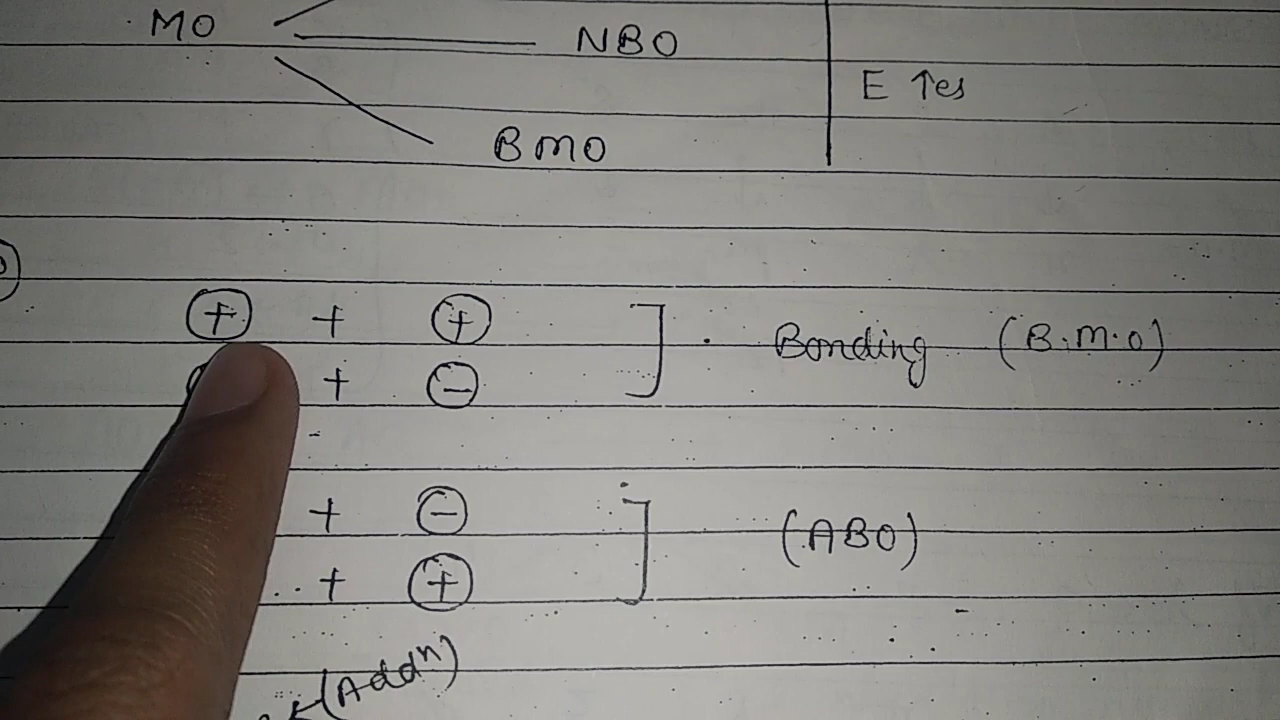 MO NBO
E ↑es
BMO
⊕ + ⊕ Bonding (B.M.O)
+ ⊖
+ ⊖ (ABO)
+ ⊕
(Addn)